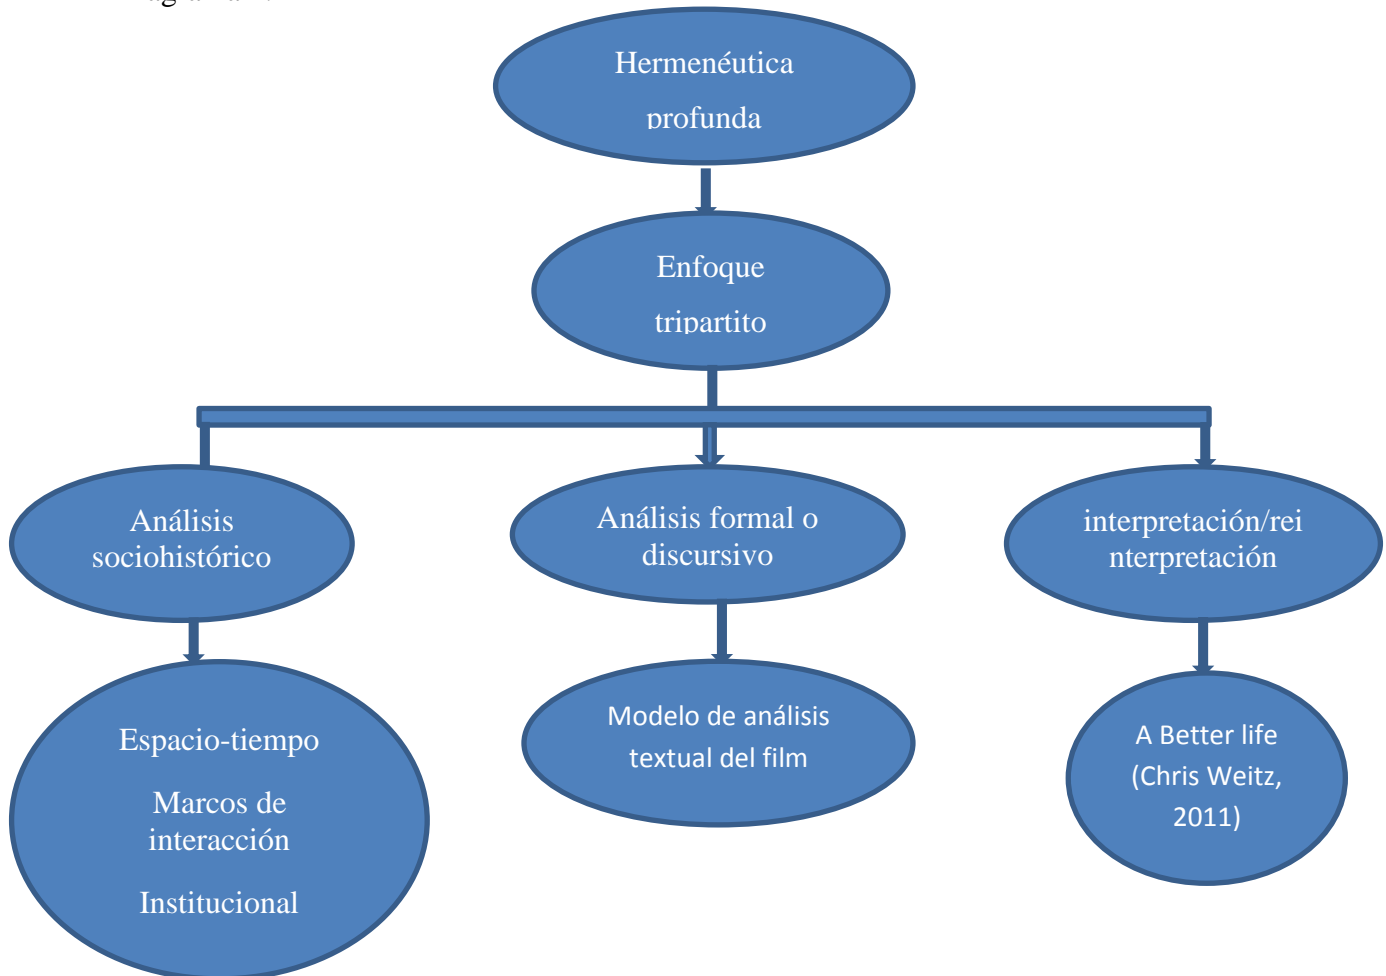 Hermenéutica
profunda
Enfoque
tripartito
Análisis
sociohistórico
Análisis formal o
discursivo
interpretación/rei
nterpretación
Espacio-tiempo
Marcos de
interacción
Institucional
Modelo de análisis
textual del film
A Better life
(Chris Weitz,
2011)